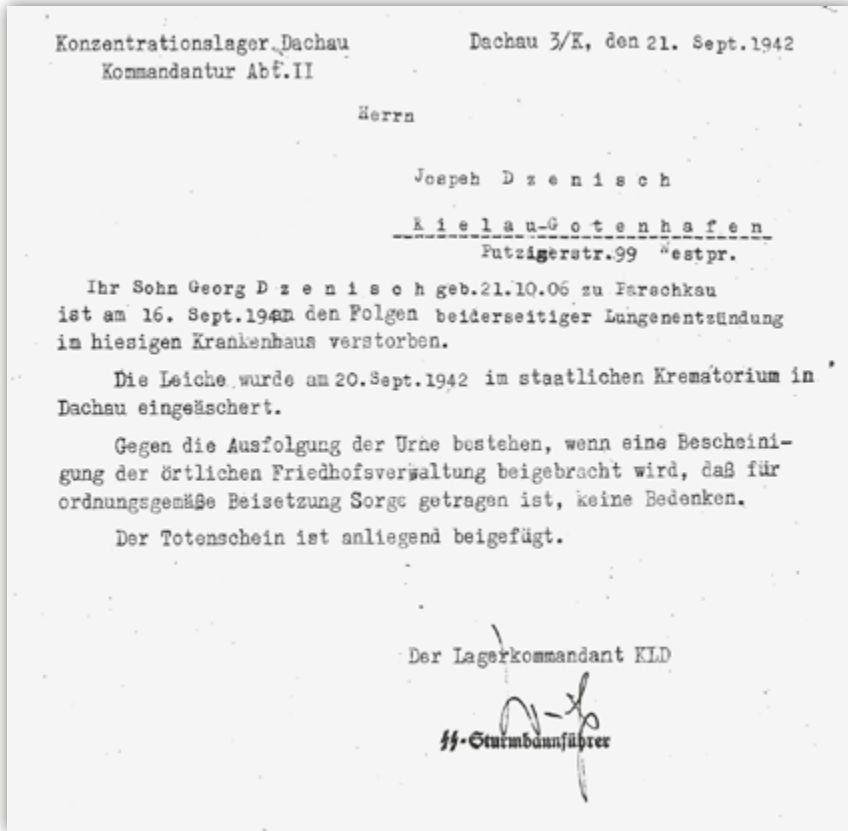 Konzentrationslager Dachau
Dachau 3/K, den 21. Sept.1942
Kommandantur Abt.II
Herrn
Jospeh D z e n i s c h
K i e l a u-G o t e n h a f e n
Putzigerstr.99 Westpr.
Ihr Sohn Georg D z e n i s c h geb.21.10.06 zu Farschkau
ist am 16. Sept.194 an den Folgen beiderseitiger Lungenentzündung
im hiesigen Krankenhaus verstorben.
Die Leiche wurde am 20.Sept.1942 im staatlichen Krematorium in
Dachau eingeäschert.
Gegen die Ausfolgung der Urne bestehen, wenn eine Bescheini-
gung der örtlichen Friedhofsverwaltung beigebracht wird, daß für
ordnungsgemäße Beisetzung Sorge getragen ist, keine Bedenken.
Der Totenschein ist anliegend beigefügt.
Der Lagerkommandant KLD
SS-Sturmbannführer